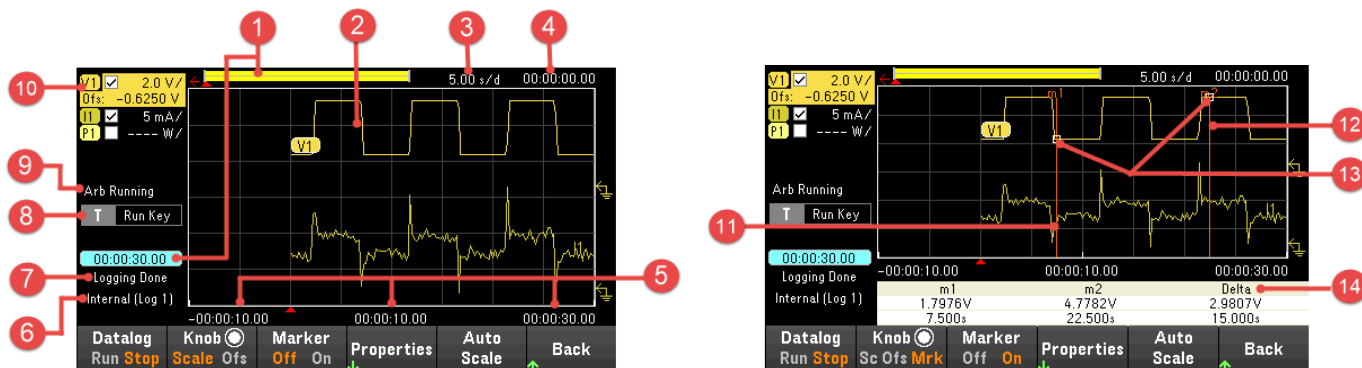 1
2
3
4
V1 2.0 V/ 5.00 s/d 00:00:00.00
10
Ofs: -0.6250 V
I1 5 mA/
P1 ---- W/
V1
9
Arb Running
8
T Run Key
I1
00:00:30.00
7
Logging Done
5
6
Internal (Log 1)
-00:00:10.00 00:00:10.00 00:00:30.00
Datalog Knob Marker Properties Auto Back
Run Stop Scale Ofs Off On Scale
V1 2.0 V/ 5.00 s/d 00:00:00.00
Ofs: -0.6250 V
m1 m2
I1 5 mA/
P1 ---- W/
V1
12
13
Arb Running
T Run Key
11
I1
00:00:30.00
Logging Done
-00:00:10.00 00:00:10.00 00:00:30.00
Internal (Log 1)
m1 m2 Delta
14
1.7976V 4.7782V 2.9807V
7.500s 22.500s 15.000s
Datalog Knob Marker Properties Auto Back
Run Stop Sc Ofs Mrk Off On Scale